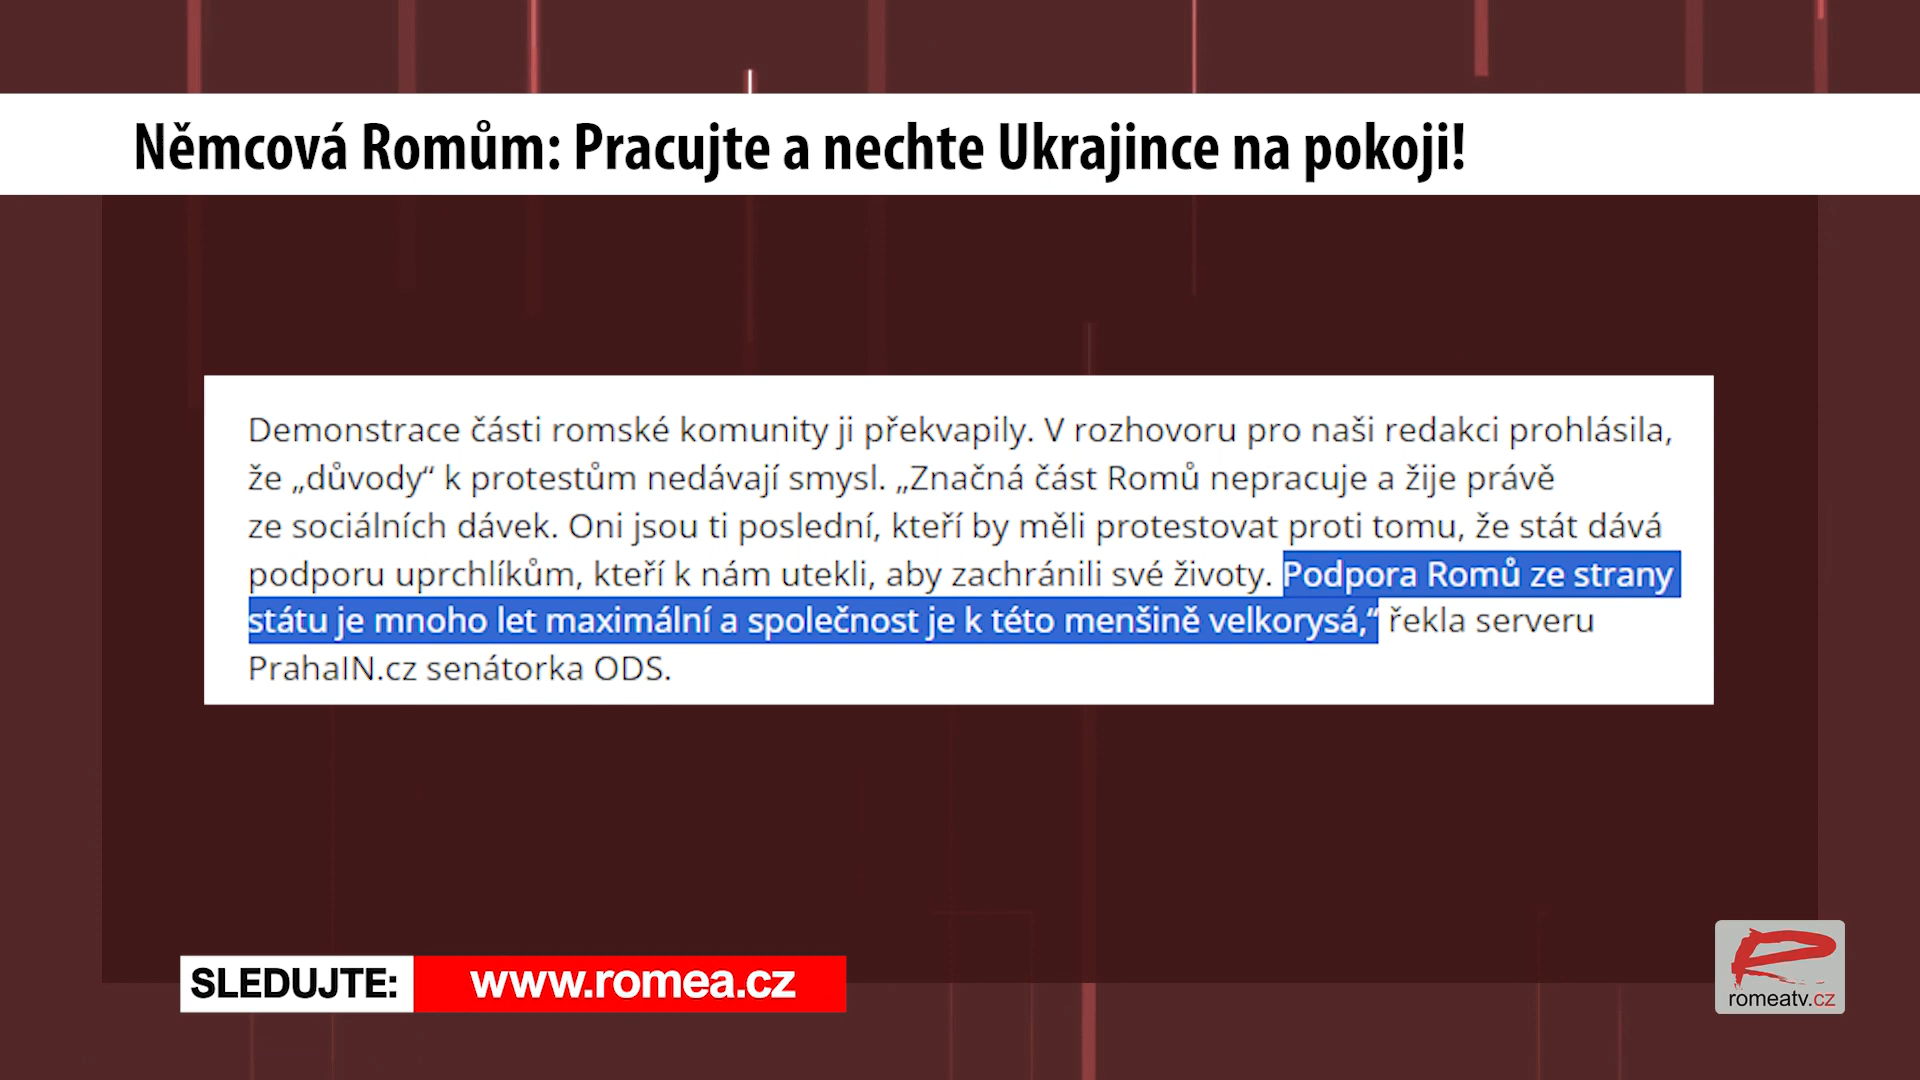 Němcová Romům: Pracujte a nechte Ukrajince na pokoji!
Demonstrace části romské komunity ji překvapily. V rozhovoru pro naši redakci prohlásila,
že „důvody“ k protestům nedávají smysl. „Značná část Romů nepracuje a žije právě
ze sociálních dávek. Oni jsou ti poslední, kteří by měli protestovat proti tomu, že stát dává
podporu uprchlíkům, kteří k nám utekli, aby zachránili své životy. Podpora Romů ze strany
státu je mnoho let maximální a společnost je k této menšině velkorysá,“ řekla serveru
PrahaIN.cz senátorka ODS.
SLEDUJTE: www.romea.cz
romeatv.cz